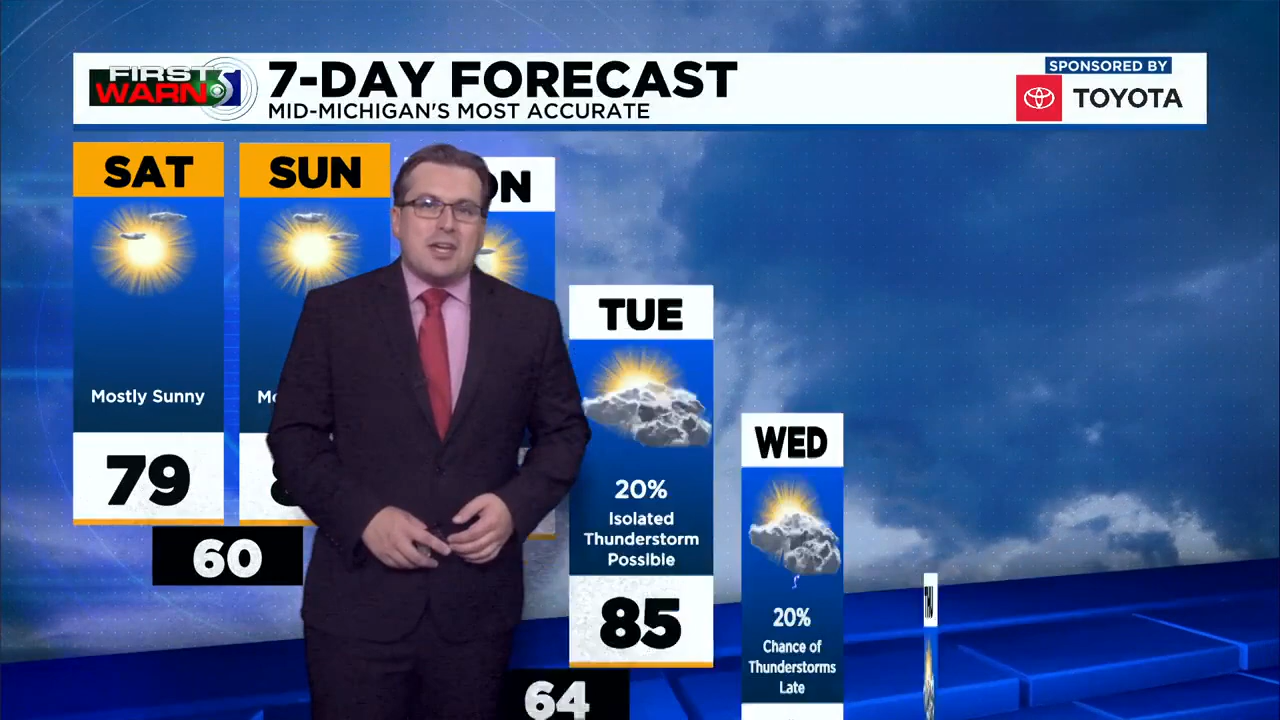 FIRST
WARN 5
7-DAY FORECAST
MID-MICHIGAN'S MOST ACCURATE
SPONSORED BY
TOYOTA
SAT
SUN
TUE
WED
Mostly Sunny
79
60
20%
Isolated
Thunderstorm
Possible
85
64
20%
Chance of
Thunderstorms
Late